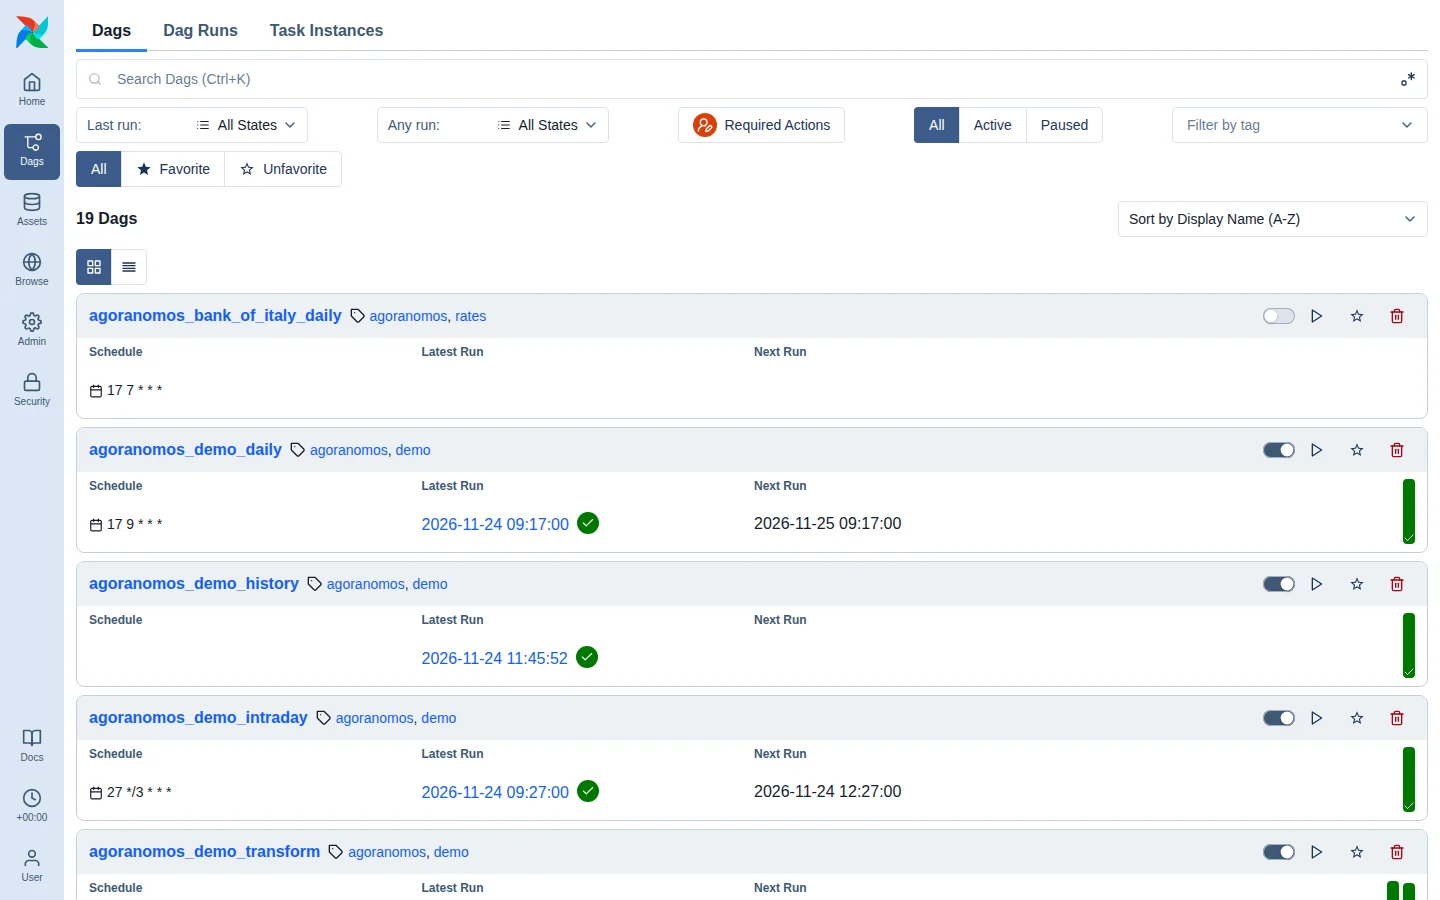 Dags Dag Runs Task Instances
Search Dags (Ctrl+K)
Last run: All States Any run: All States Required Actions All Active Paused Filter by tag
All Favorite Unfavorite
19 Dags Sort by Display Name (A-Z)
agoranomos_bank_of_italy_daily agoranomos, rates
Schedule Latest Run Next Run
17 7 * * *
agoranomos_demo_daily agoranomos, demo
Schedule Latest Run Next Run
17 9 * * * 2026-11-24 09:17:00 2026-11-25 09:17:00
agoranomos_demo_history agoranomos, demo
Schedule Latest Run Next Run
2026-11-24 11:45:52
agoranomos_demo_intraday agoranomos, demo
Schedule Latest Run Next Run
27 */3 * * * 2026-11-24 09:27:00 2026-11-24 12:27:00
agoranomos_demo_transform agoranomos, demo
Schedule Latest Run Next Run
Home
Dags
Assets
Browse
Admin
Security
Docs
+00:00
User